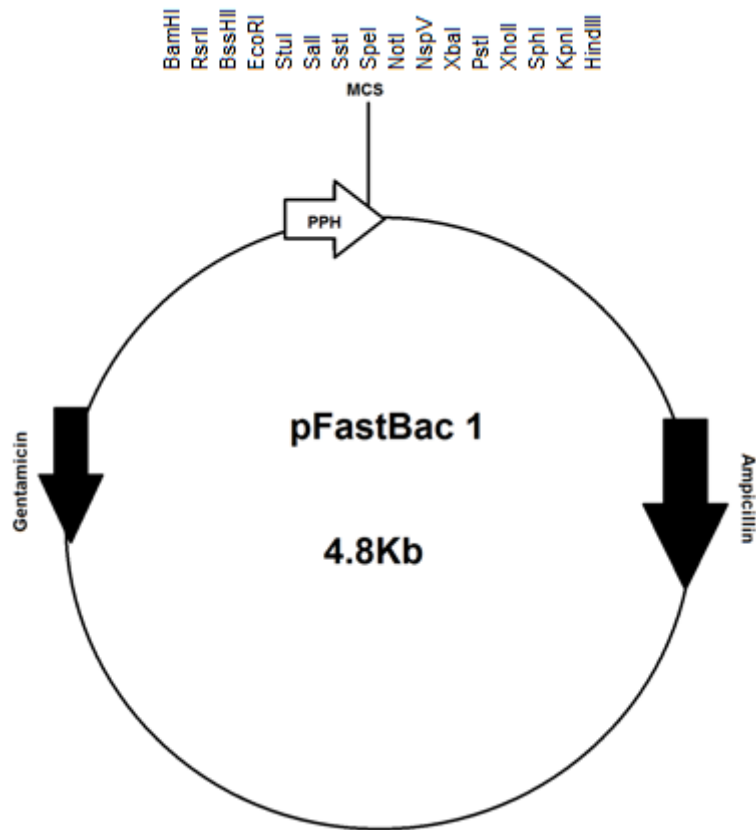 BamHI
RsrII
BssHII
EcoRI
StuI
SalI
SstI
SpeI
NotI
NspV
XbaI
PstI
XhoII
SphI
KpnI
HindIII
MCS
PPH
pFastBac 1
4.8Kb
Gentamicin
Ampicillin